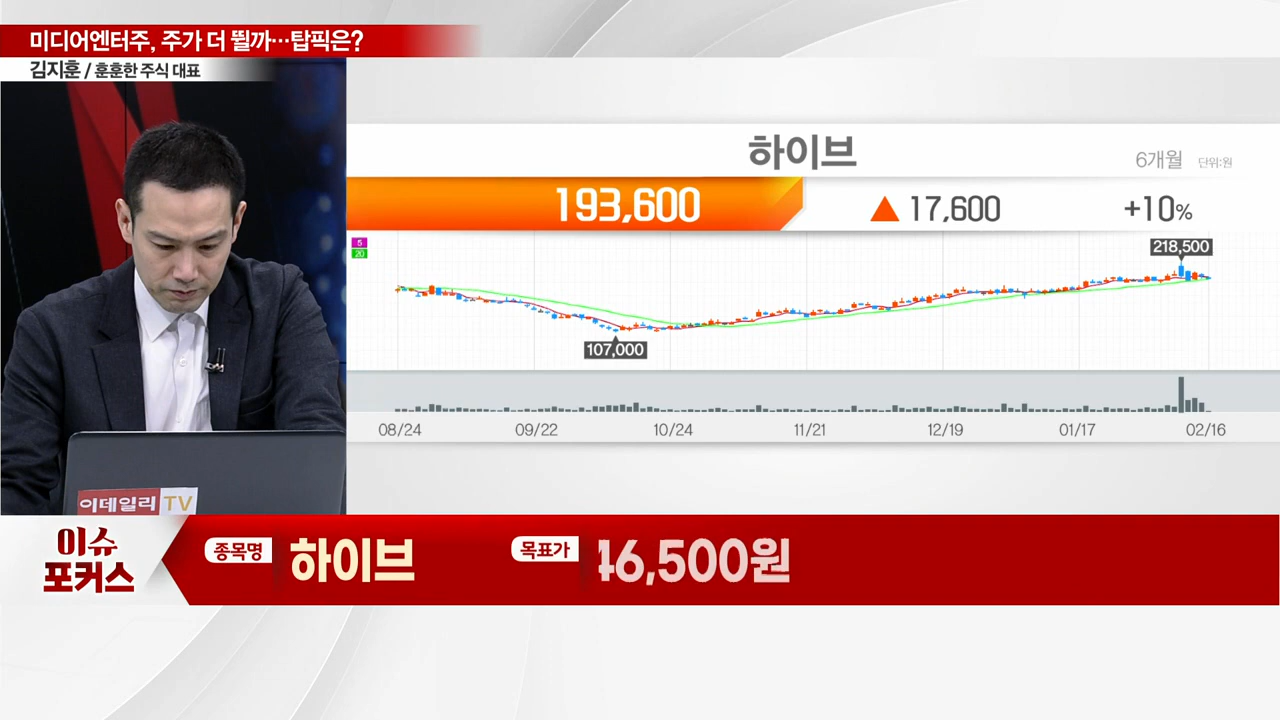 미디어엔터주, 주가 더 뛸까…탑픽은?
김지훈 / 훈훈한 주식 대표
하이브
6개월 단위:원
193,600 ▲ 17,600 +10%
5
20
218,500
107,000
08/24 09/22 10/24 11/21 12/19 01/17 02/16
이데일리 TV
이슈
포커스
종목명 하이브 목표가 46,500원